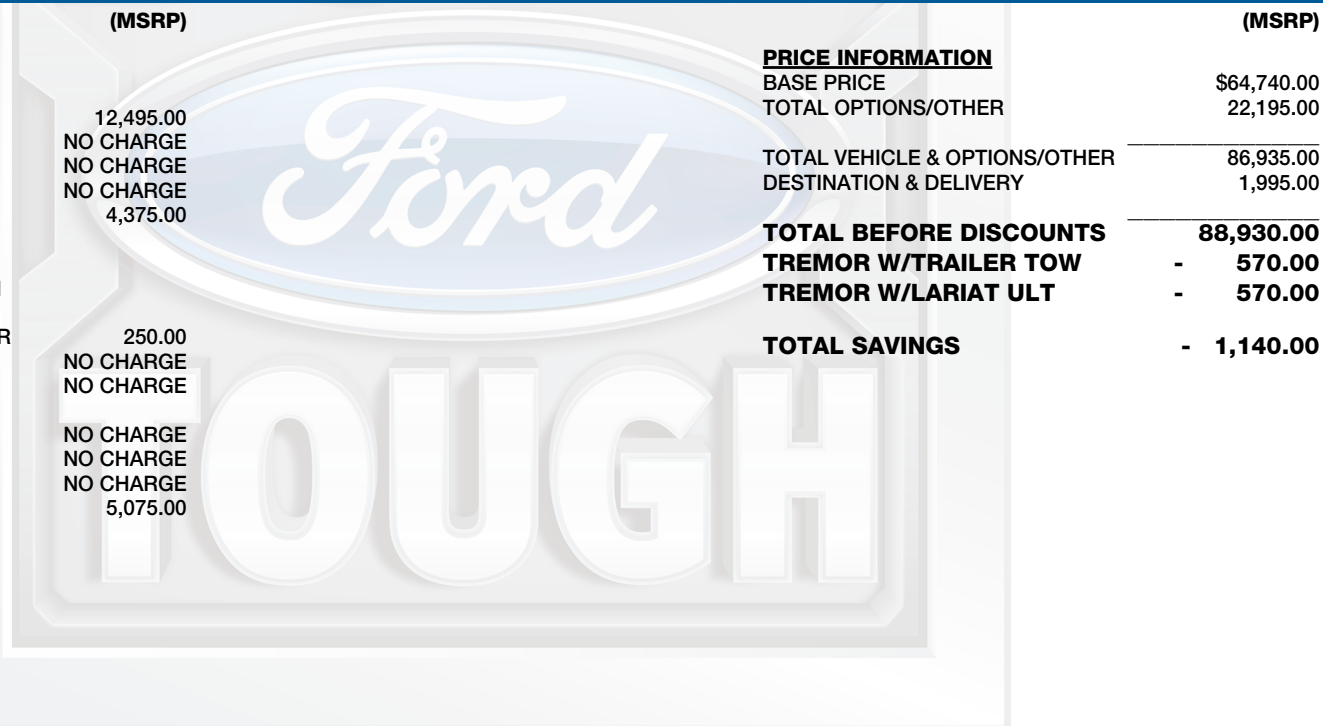 (MSRP)
12,495.00
NO CHARGE
NO CHARGE
NO CHARGE
4,375.00
R 250.00
NO CHARGE
NO CHARGE
NO CHARGE
NO CHARGE
NO CHARGE
5,075.00
(MSRP)
PRICE INFORMATION
BASE PRICE $64,740.00
TOTAL OPTIONS/OTHER 22,195.00
TOTAL VEHICLE & OPTIONS/OTHER 86,935.00
DESTINATION & DELIVERY 1,995.00
TOTAL BEFORE DISCOUNTS 88,930.00
TREMOR W/TRAILER TOW - 570.00
TREMOR W/LARIAT ULT - 570.00
TOTAL SAVINGS - 1,140.00
Ford
TOUGH